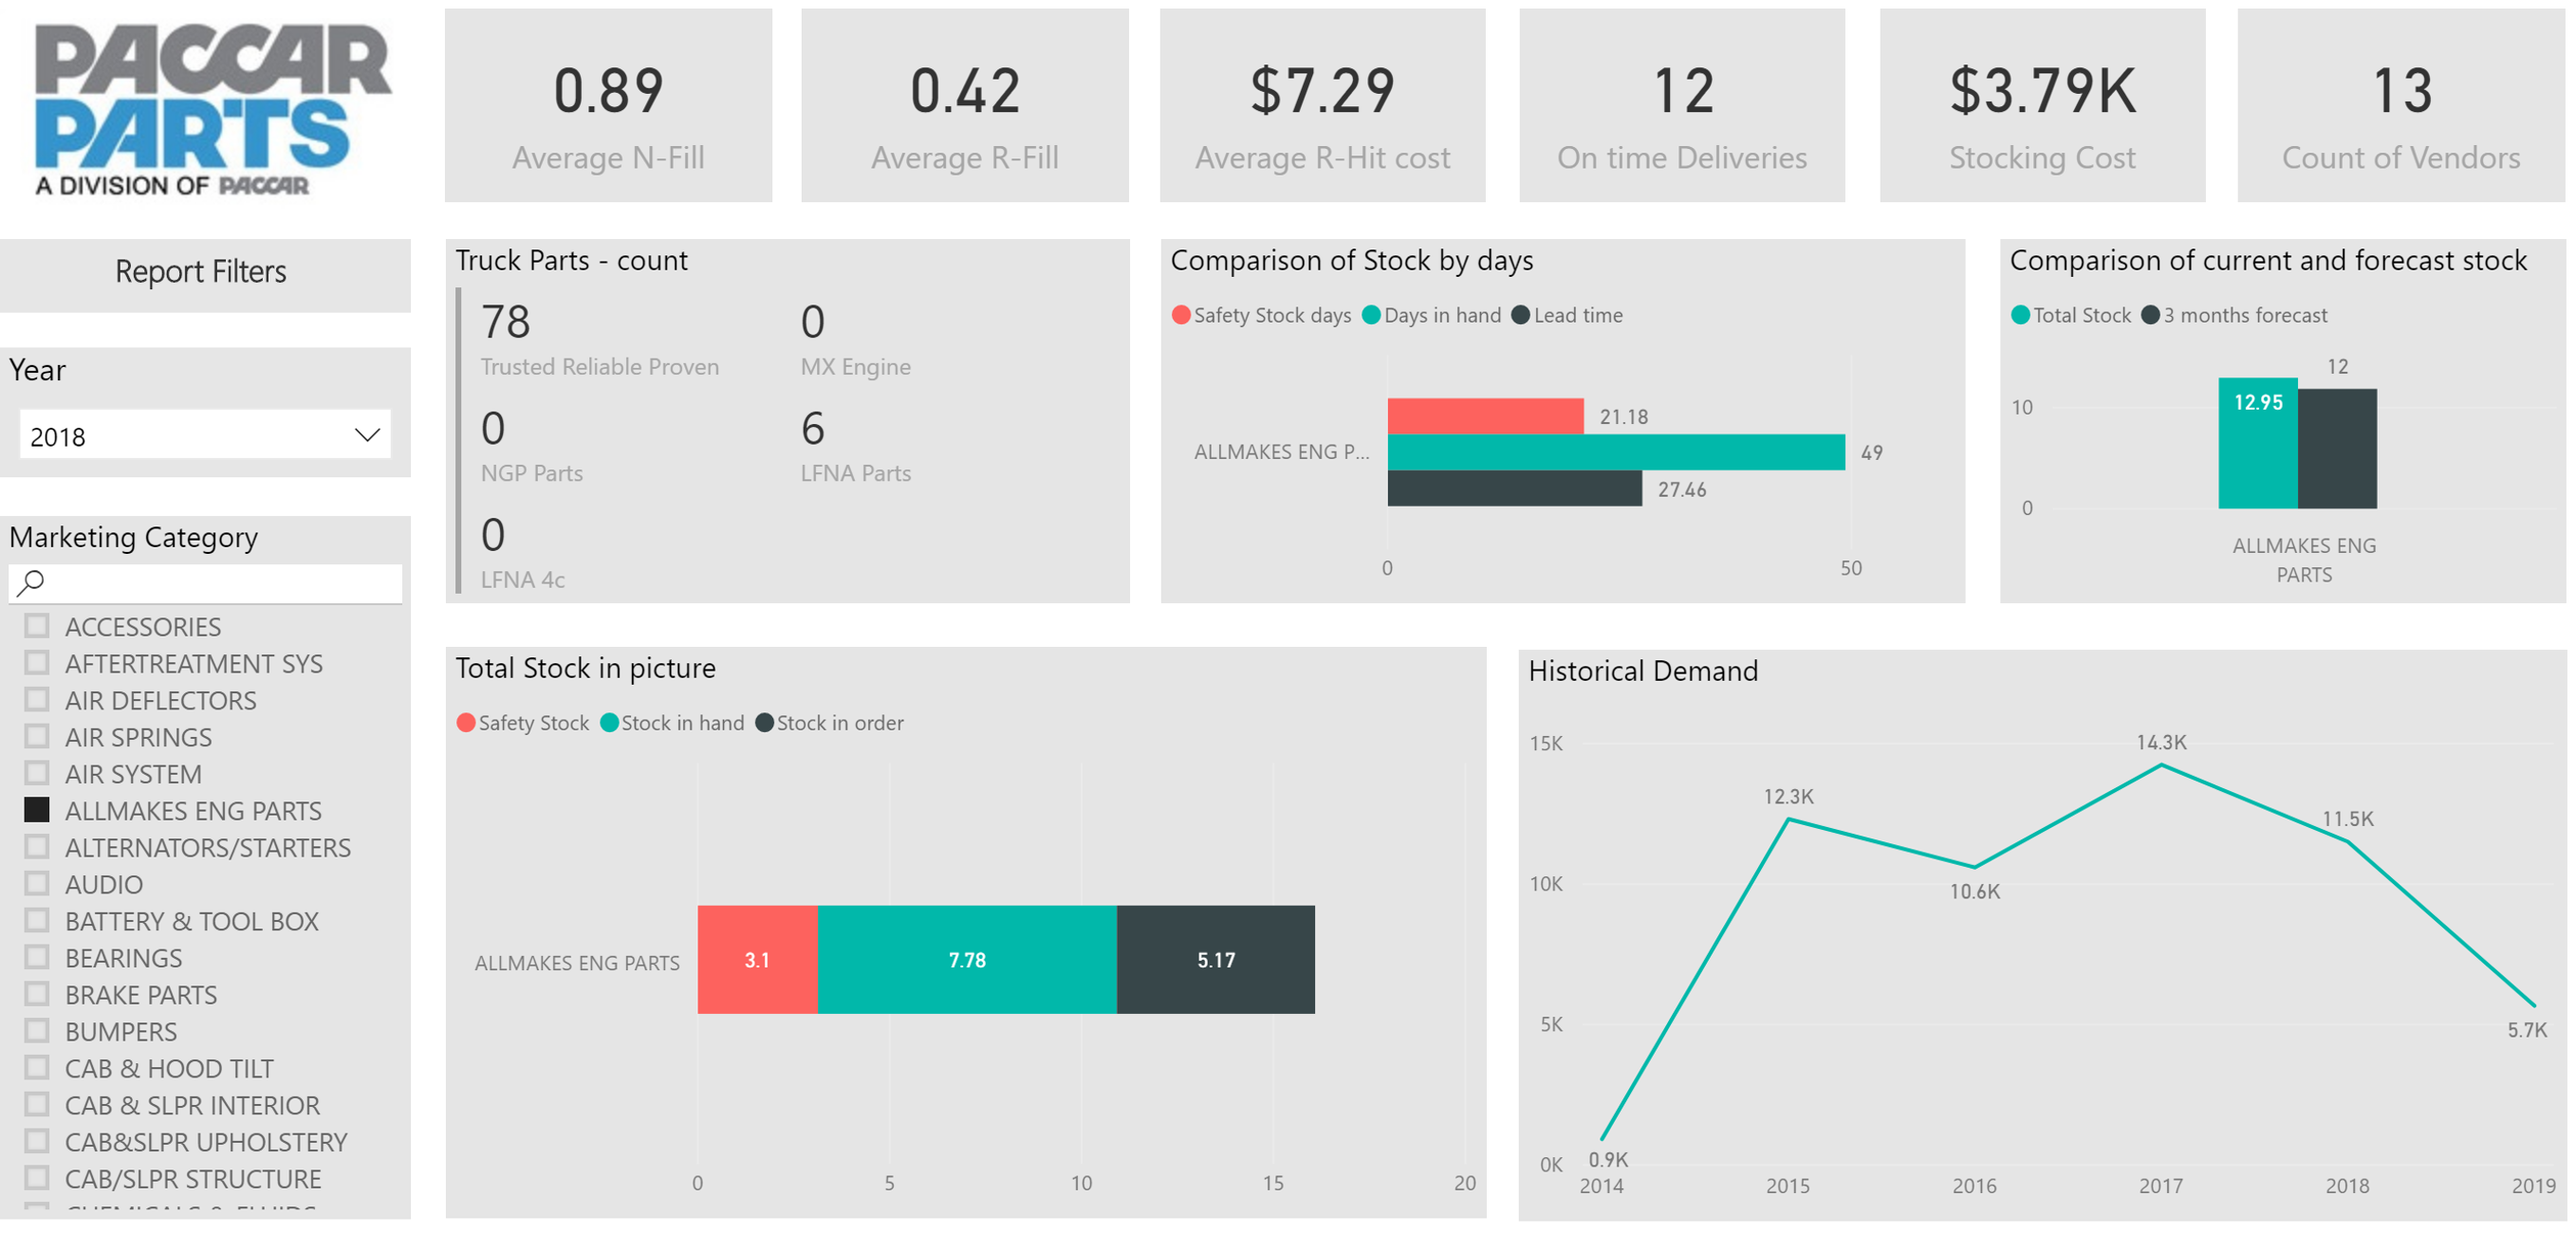 PACCAR
PARTS
A DIVISION OF PACCAR
0.89
Average N-Fill
0.42
Average R-Fill
$7.29
Average R-Hit cost
12
On time Deliveries
$3.79K
Stocking Cost
13
Count of Vendors
Report Filters
Year
2018
Marketing Category
ACCESSORIES
AFTERTREATMENT SYS
AIR DEFLECTORS
AIR SPRINGS
AIR SYSTEM
ALLMAKES ENG PARTS
ALTERNATORS/STARTERS
AUDIO
BATTERY & TOOL BOX
BEARINGS
BRAKE PARTS
BUMPERS
CAB & HOOD TILT
CAB & SLPR INTERIOR
CAB&SLPR UPHOLSTERY
CAB/SLPR STRUCTURE
Truck Parts - count
78
Trusted Reliable Proven
0
MX Engine
0
NGP Parts
6
LFNA Parts
0
LFNA 4c
Comparison of Stock by days
Safety Stock days Days in hand Lead time
ALLMAKES ENG P...
21.18
49
27.46
0 50
Comparison of current and forecast stock
Total Stock 3 months forecast
12
12.95
10
0
ALLMAKES ENG
PARTS
Total Stock in picture
Safety Stock Stock in hand Stock in order
ALLMAKES ENG PARTS 3.1 7.78 5.17
0 5 10 15 20
Historical Demand
15K
10K
5K
0K
0.9K
12.3K
10.6K
14.3K
11.5K
5.7K
2014 2015 2016 2017 2018 2019